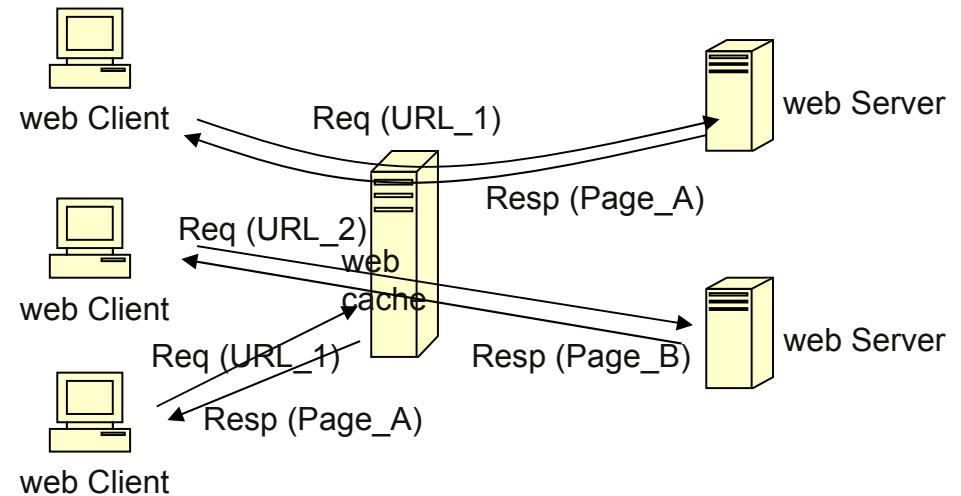 web Client
Req (URL_1)
web Server
Resp (Page_A)
Req (URL_2)
web
cache
web Client
Req (URL_1)
Resp (Page_B)
web Server
Resp (Page_A)
web Client